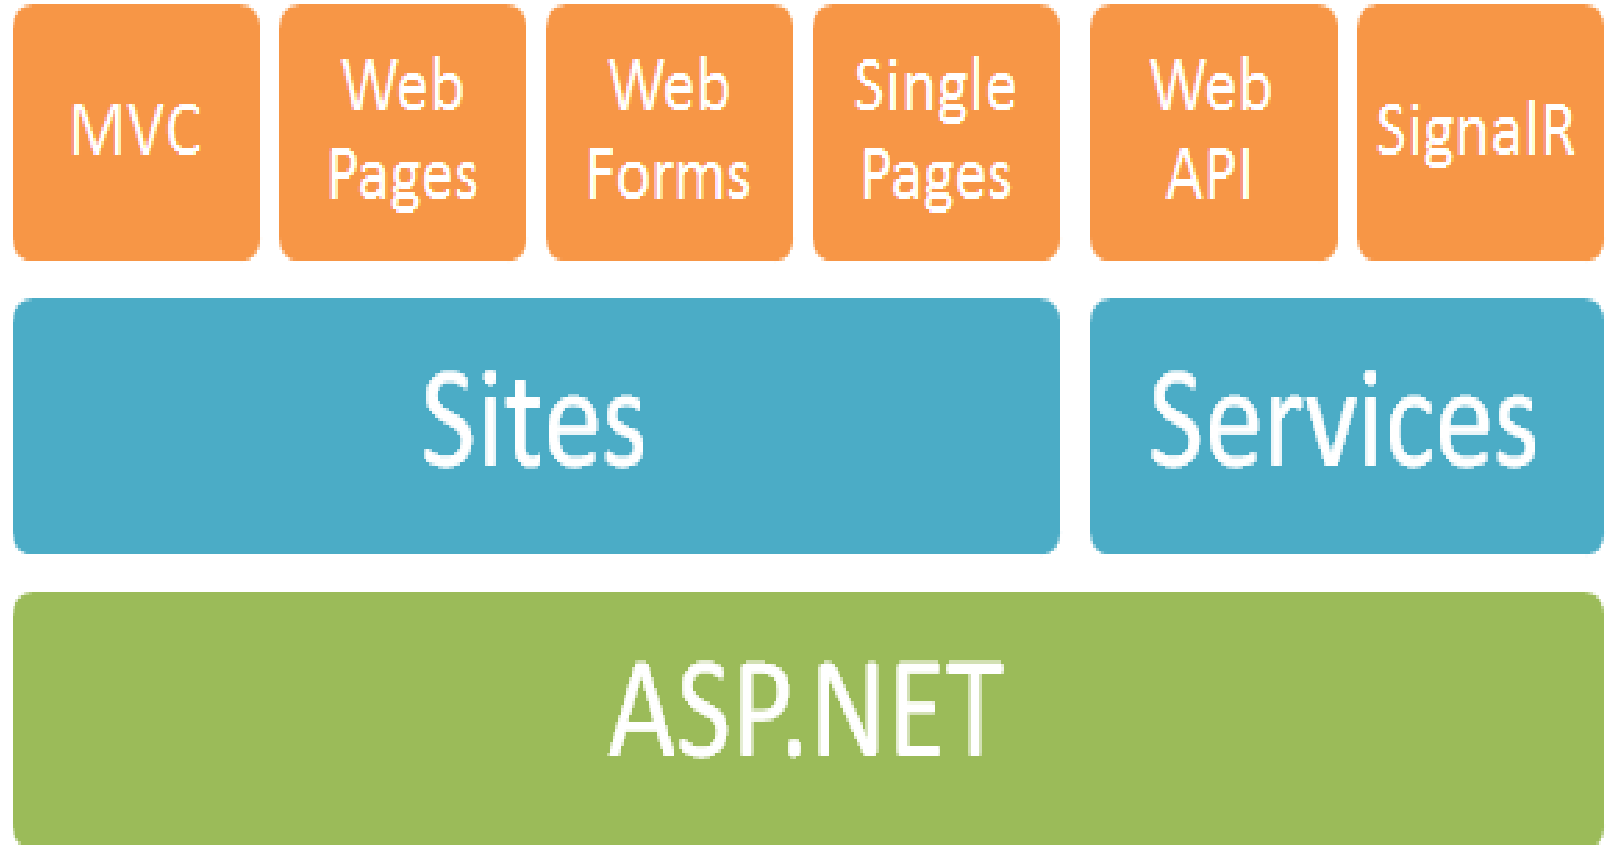 MVC
Web
Pages
Web
Forms
Single
Pages
Web
API
SignalR
Sites
Services
ASP.NET